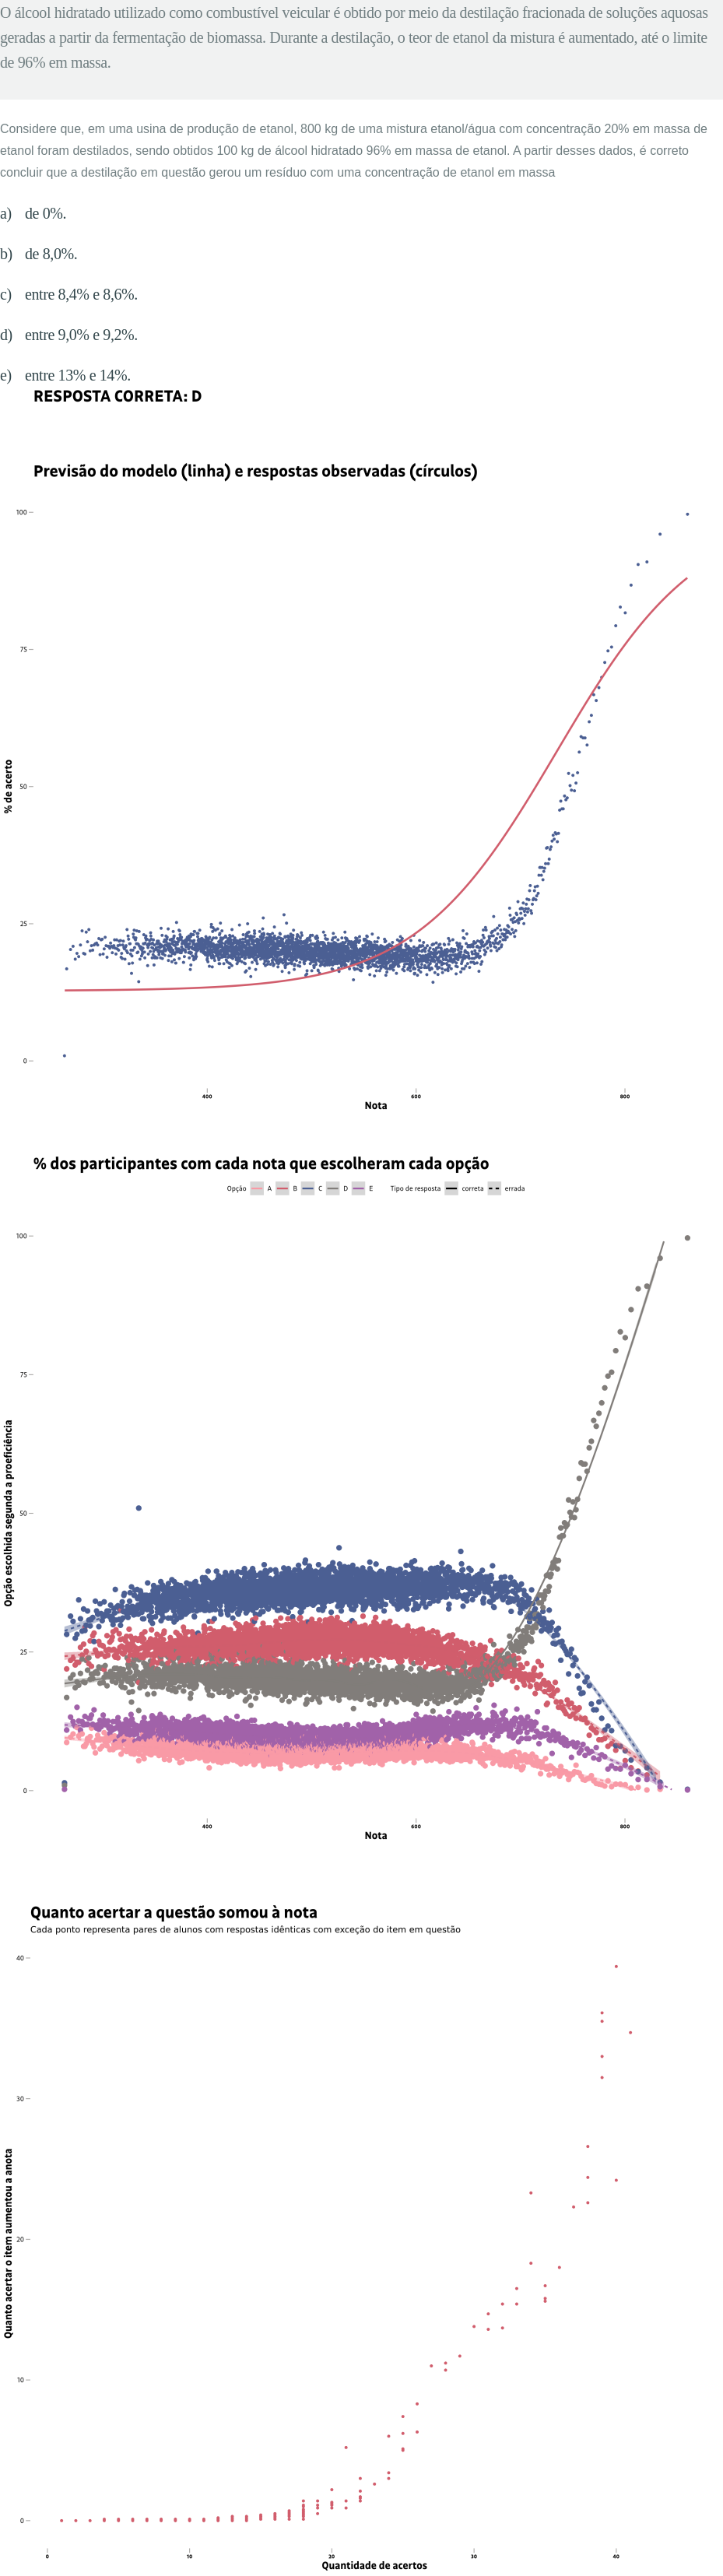 O álcool hidratado utilizado como combustível veicular é obtido por meio da destilação fracionada de soluções aquosas
geradas a partir da fermentação de biomassa. Durante a destilação, o teor de etanol da mistura é aumentado, até o limite
de 96% em massa.
Considere que, em uma usina de produção de etanol, 800 kg de uma mistura etanol/água com concentração 20% em massa de
etanol foram destilados, sendo obtidos 100 kg de álcool hidratado 96% em massa de etanol. A partir desses dados, é correto
concluir que a destilação em questão gerou um resíduo com uma concentração de etanol em massa
a) de 0%.
b) de 8,0%.
c) entre 8,4% e 8,6%.
d) entre 9,0% e 9,2%.
e) entre 13% e 14%.
RESPOSTA CORRETA: D
Previsão do modelo (linha) e respostas observadas (círculos)
% de acerto
100
75
50
25
0
400 600 800
Nota
% dos participantes com cada nota que escolheram cada opção
Opção A B C D E Tipo de resposta correta errada
Opção escolhida segunda a proeficiência
100
75
50
25
0
400 600 800
Nota
Quanto acertar a questão somou à nota
Cada ponto representa pares de alunos com respostas idênticas com exceção do item em questão
Quanto acertar o item aumentou a anota
40
30
20
10
0
0 10 20 30 40
Quantidade de acertos